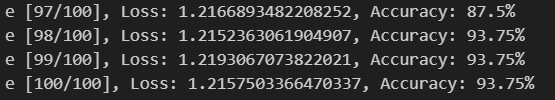 e [97/100], Loss: 1.2166893482208252, Accuracy: 87.5%
e [98/100], Loss: 1.2152363061904907, Accuracy: 93.75%
e [99/100], Loss: 1.2193067073822021, Accuracy: 93.75%
e [100/100], Loss: 1.2157503366470337, Accuracy: 93.75%